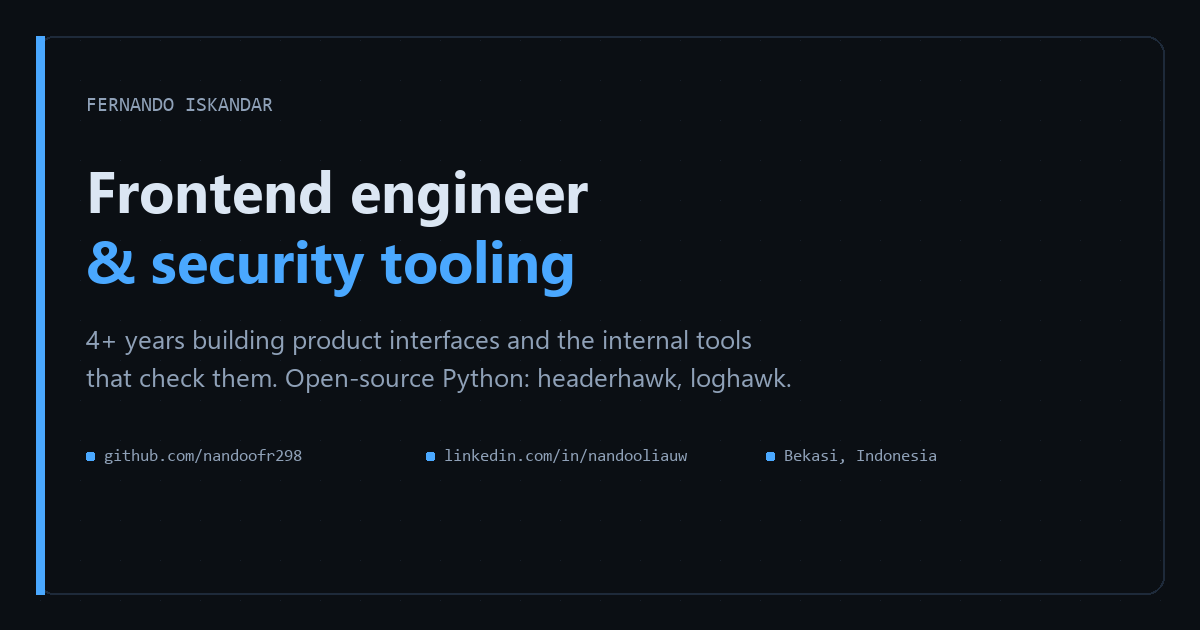 FERNANDO ISKANDAR
Frontend engineer
& security tooling
4+ years building product interfaces and the internal tools
that check them. Open-source Python: headerhawk, loghawk.
github.com/nandoofr298
linkedin.com/in/nandooliauw
Bekasi, Indonesia